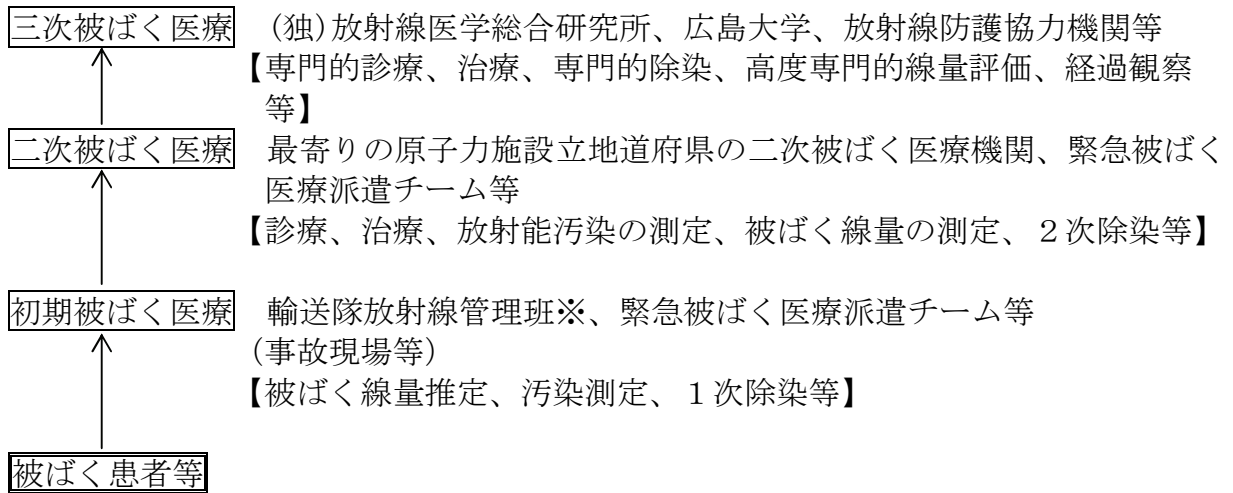 三次被ばく医療　(独)放射線医学総合研究所、広島大学、放射線防護協力機関等
【専門的診療、治療、専門的除染、高度専門的線量評価、経過観察
等】
二次被ばく医療　最寄りの原子力施設立地道府県の二次被ばく医療機関、緊急被ばく
医療派遣チーム等
【診療、治療、放射能汚染の測定、被ばく線量の測定、２次除染等】
初期被ばく医療　輸送隊放射線管理班※、緊急被ばく医療派遣チーム等
（事故現場等）
【被ばく線量推定、汚染測定、１次除染等】
被ばく患者等